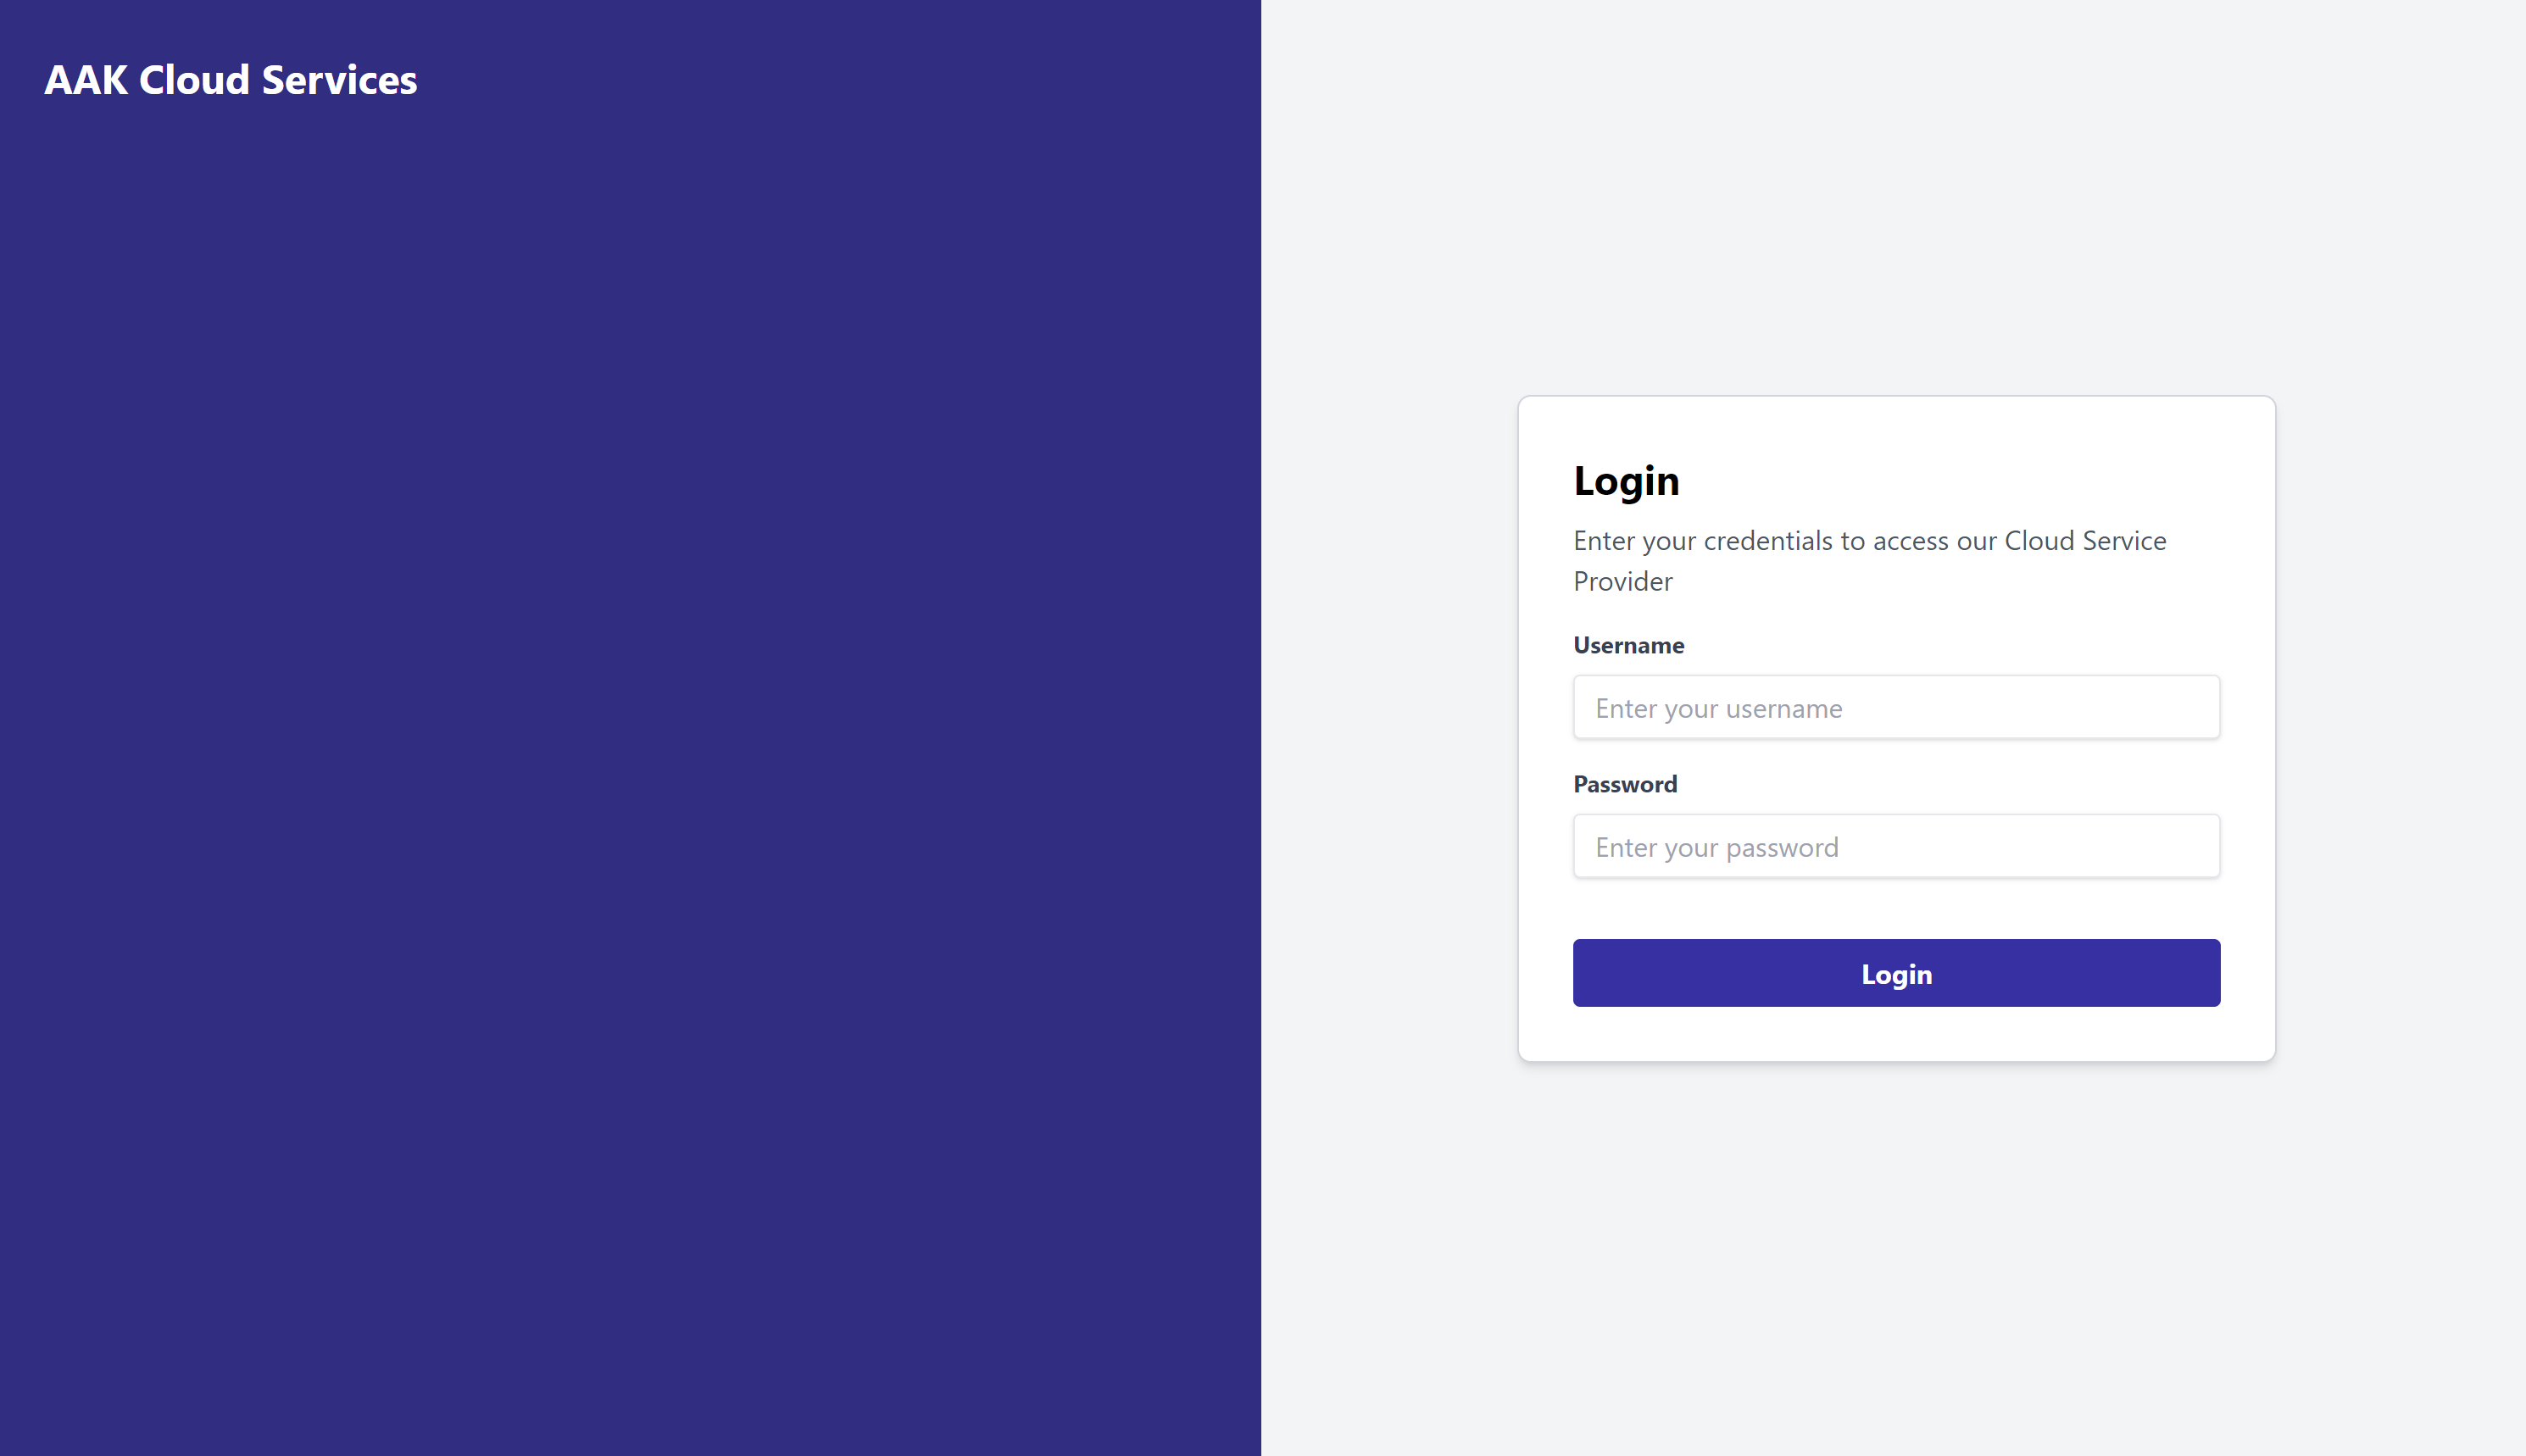 AAK Cloud Services
Login
Enter your credentials to access our Cloud Service
Provider
Username
Enter your username
Password
Enter your password
Login